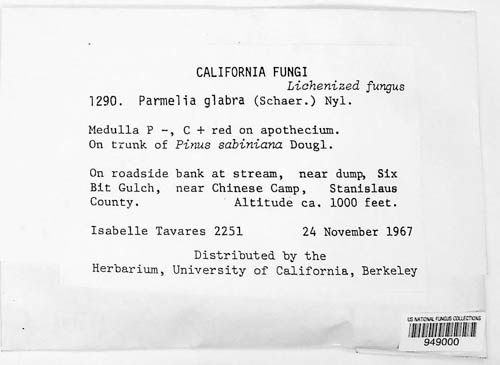 CALIFORNIA FUNGI
Lichenized fungus
1290. Parmelia glabra (Schaer.) Nyl.
Medulla P -, C + red on apothecium.
On trunk of Pinus sabiniana Dougl.
On roadside bank at stream, near dump, Six
Bit Gulch, near Chinese Camp, Stanislaus
County. Altitude ca. 1000 feet.
Isabelle Tavares 2251 24 November 1967
Distributed by the
Herbarium, University of California, Berkeley
US NATIONAL FUNGUS COLLECTIONS
949000